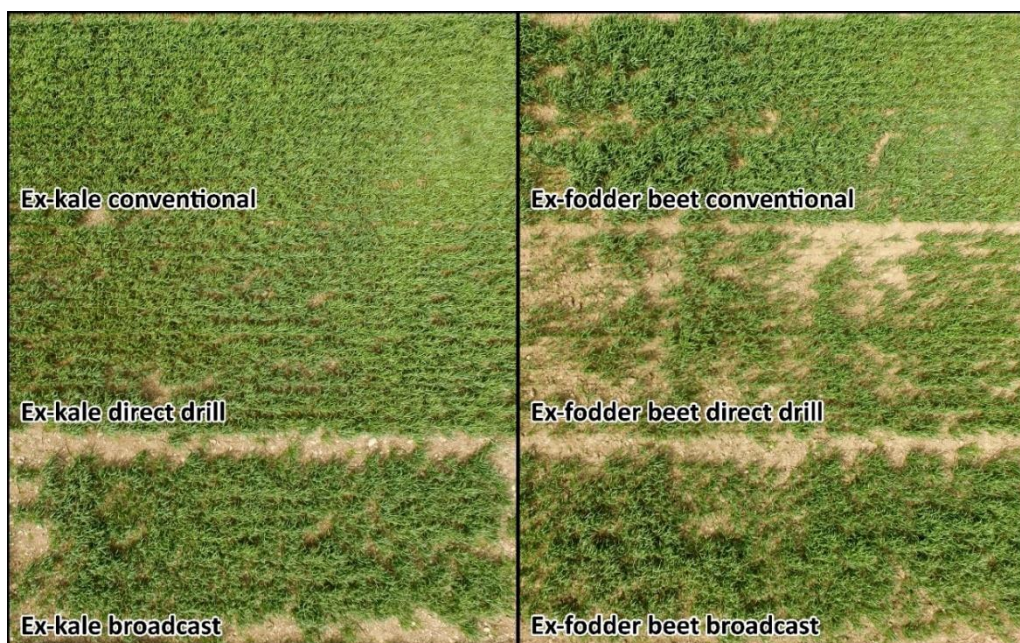 Ex-kale conventional
Ex-kale direct drill
Ex-kale broadcast
Ex-fodder beet conventional
Ex-fodder beet direct drill
Ex-fodder beet broadcast